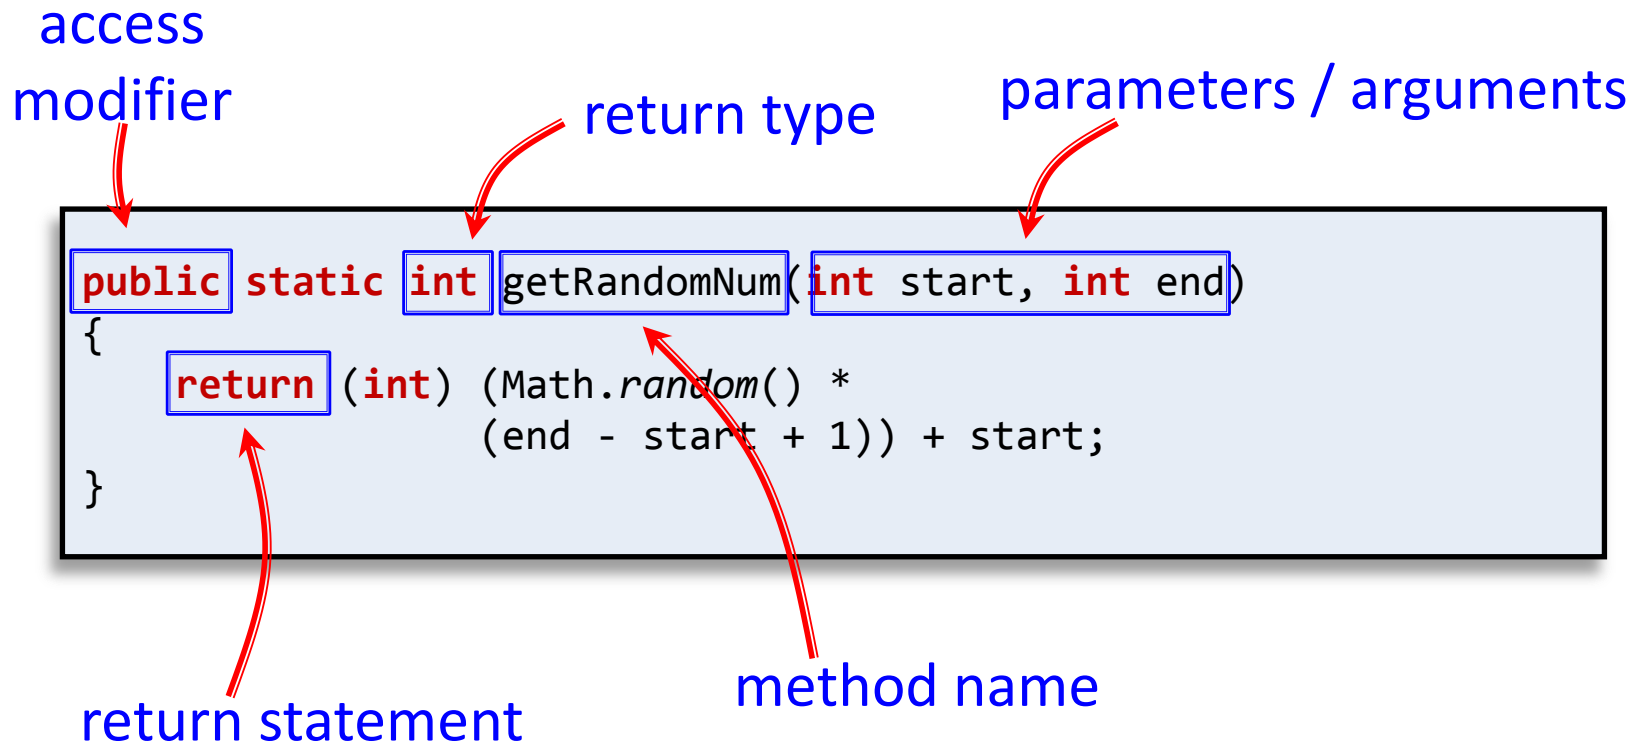 access
modifier
return type
parameters / arguments
public static int getRandomNum(int start, int end)
{
return (int) (Math.random() *
(end - start + 1)) + start;
}
method name
return statement